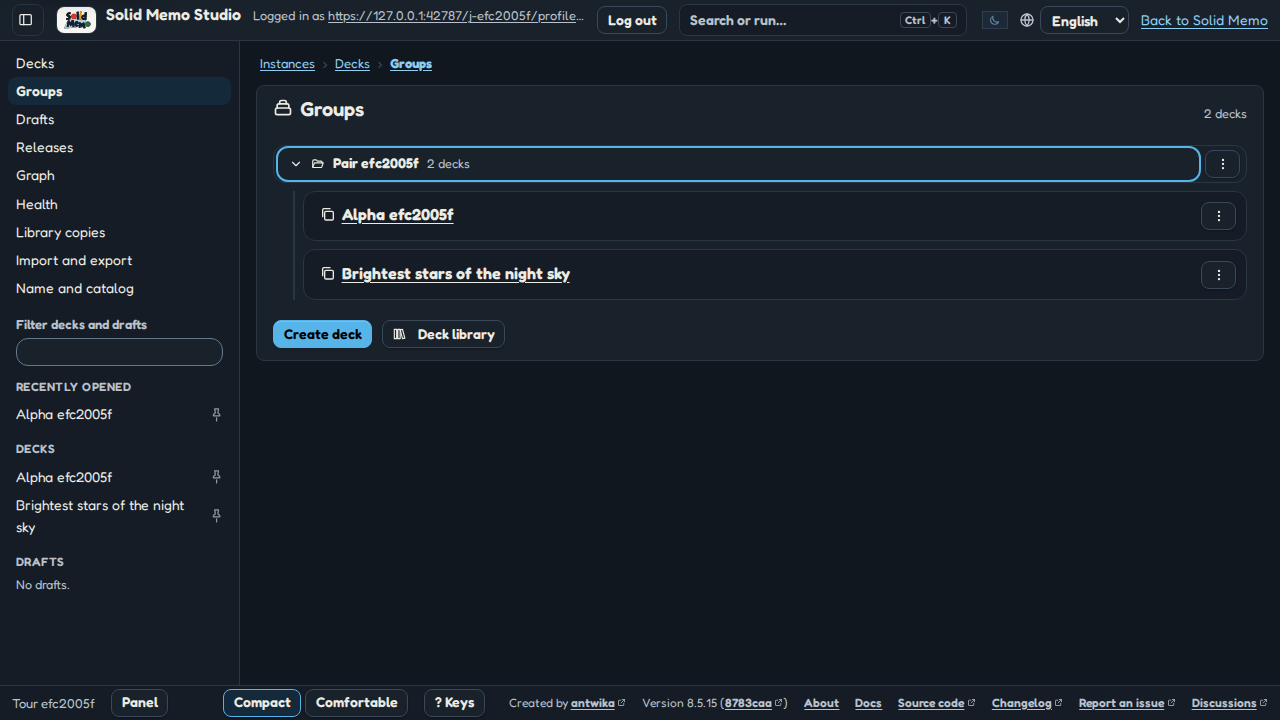 Solid Memo Studio
Logged in as https://127.0.0.1:42787/j-efc2005f/profile...
Log out
Search or run...
Ctrl+K
English
Back to Solid Memo
Decks
Groups
Drafts
Releases
Graph
Health
Library copies
Import and export
Name and catalog
Filter decks and drafts
RECENTLY OPENED
Alpha efc2005f
DECKS
Alpha efc2005f
Brightest stars of the night
sky
DRAFTS
No drafts.
Instances › Decks › Groups
Groups
2 decks
Pair efc2005f 2 decks
Alpha efc2005f
Brightest stars of the night sky
Create deck
Deck library
Tour efc2005f
Panel
Compact
Comfortable
? Keys
Created by antwika
Version 8.5.15 (8783caa)
About
Docs
Source code
Changelog
Report an issue
Discussions